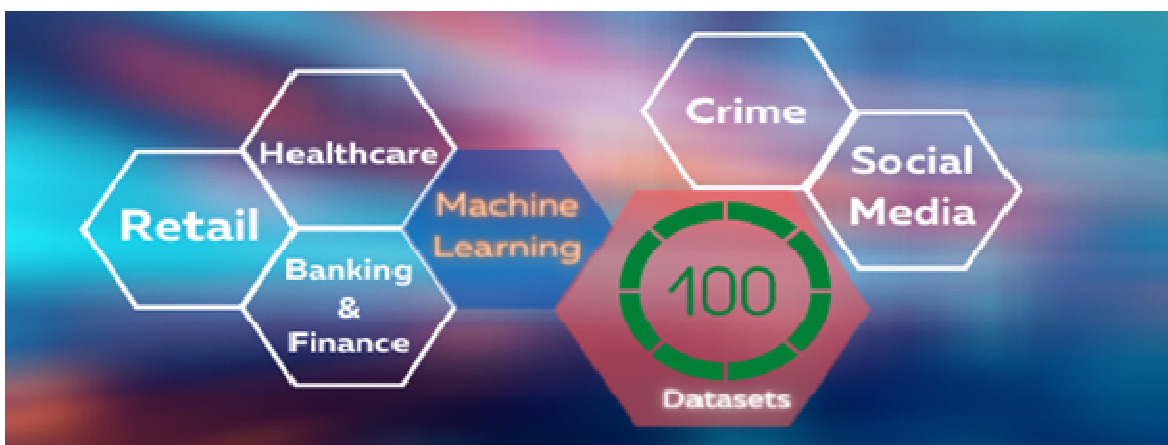 Retail
Healthcare
Banking
&
Finance
Machine
Learning
Crime
Social
Media
100
Datasets